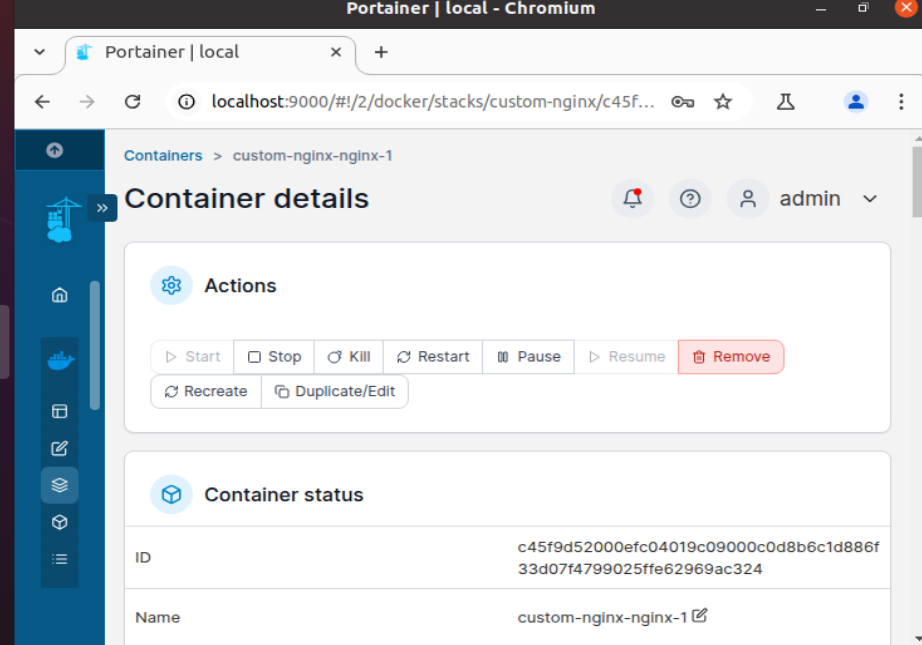 Portainer | local - Chromium
Portainer | local
localhost:9000/#!/2/docker/stacks/custom-nginx/c45f...
Containers > custom-nginx-nginx-1
Container details
admin
Actions
Start Stop Kill Restart Pause Resume Remove
Recreate Duplicate/Edit
Container status
ID
c45f9d52000efc04019c09000c0d8b6c1d886f
33d07f4799025ffe62969ac324
Name
custom-nginx-nginx-1